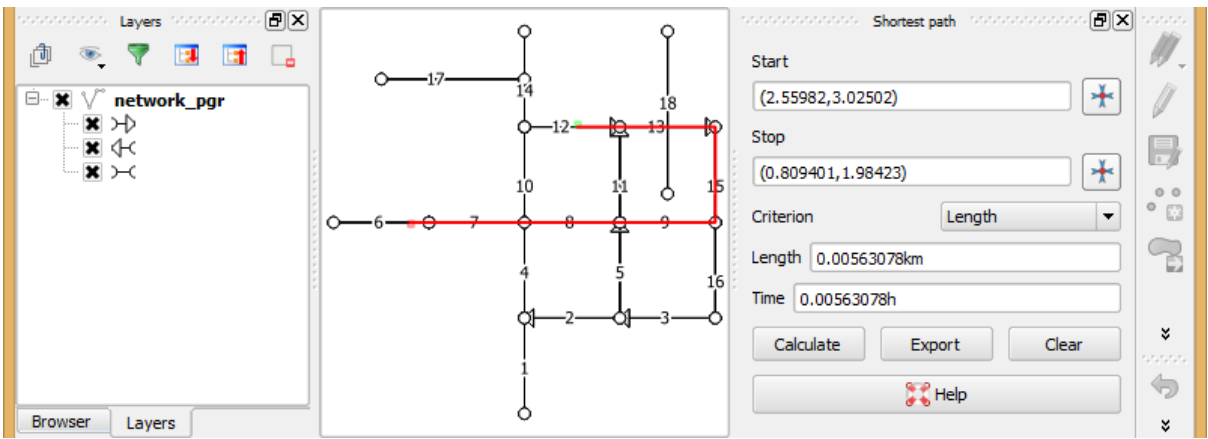 Layers
network_pgr
Browser
Layers
17
14
18
12
13
10
11
15
6
7
8
9
4
5
16
2
3
1
Shortest path
Start
(2.55982,3.02502)
Stop
(0.809401,1.98423)
Criterion
Length
Length 0.00563078km
Time 0.00563078h
Calculate
Export
Clear
Help